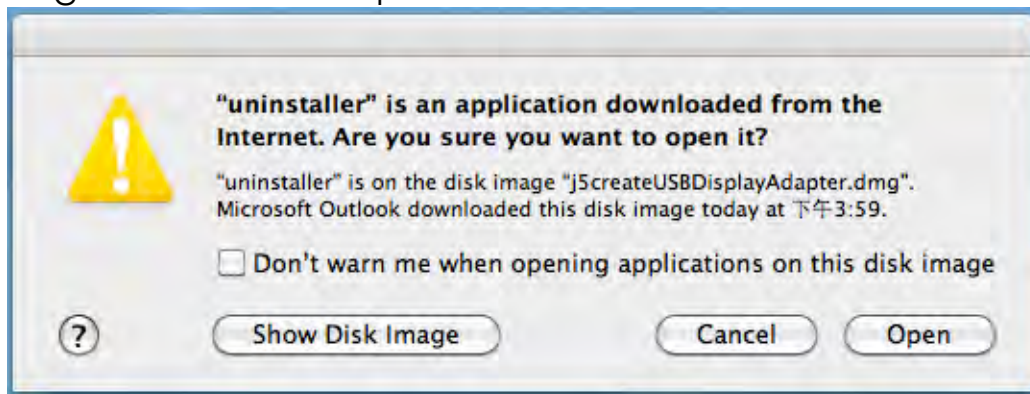 “uninstaller” is an application downloaded from the
Internet. Are you sure you want to open it?
“uninstaller” is on the disk image “j5createUSBDisplayAdapter.dmg”.
Microsoft Outlook downloaded this disk image today at 下午3:59.
Don’t warn me when opening applications on this disk image
? Show Disk Image Cancel Open